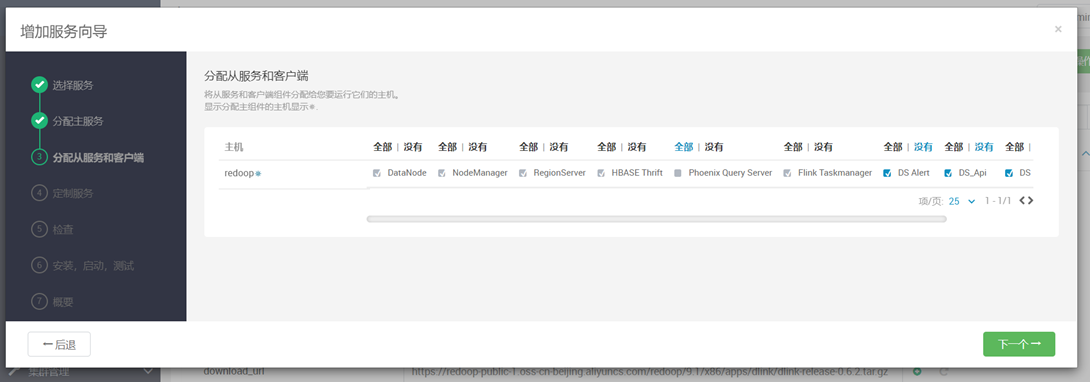 增加服务向导
×
选择服务
分配主服务
3 分配从服务和客户端
4 定制服务
5 检查
6 安装，启动，测试
7 概要
分配从服务和客户端
将从服务和客户端组件分配给您要运行它们的主机。
显示分配主组件的主机显示✵.
主机 全部 | 没有 全部 | 没有 全部 | 没有 全部 | 没有 全部 | 没有 全部 | 没有 全部 | 没有 全部 | 没有 全部 |
redoop✵ DataNode NodeManager RegionServer HBASE Thrift Phoenix Query Server Flink Taskmanager DS Alert DS_Api DS
项/页: 25 1 - 1/1
← 后退
下一个 →
集群管理
download_url https://redoop-public-1.oss-cn-beijing.aliyuncs.com/redoop/9.1/x86/apps/dlink/dlink-release-0.6.2.tar.gz